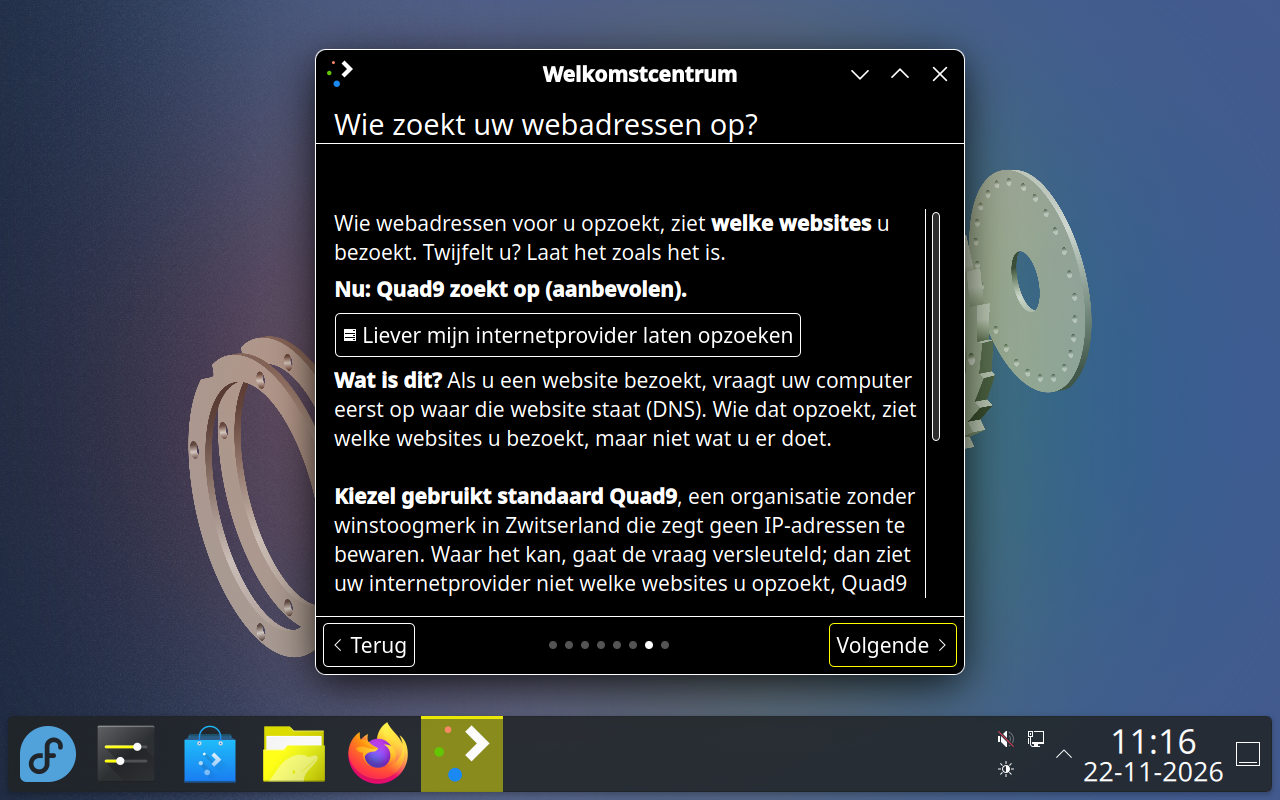 Welkomstcentrum
Wie zoekt uw webadressen op?
Wie webadressen voor u opzoekt, ziet welke websites u
bezoekt. Twijfelt u? Laat het zoals het is.
Nu: Quad9 zoekt op (aanbevolen).
Liever mijn internetprovider laten opzoeken
Wat is dit? Als u een website bezoekt, vraagt uw computer
eerst op waar die website staat (DNS). Wie dat opzoekt, ziet
welke websites u bezoekt, maar niet wat u er doet.
Kiezel gebruikt standaard Quad9, een organisatie zonder
winstoogmerk in Zwitserland die zegt geen IP-adressen te
bewaren. Waar het kan, gaat de vraag versleuteld; dan ziet
uw internetprovider niet welke websites u opzoekt, Quad9
Terug
Volgende
11:16
22-11-2026